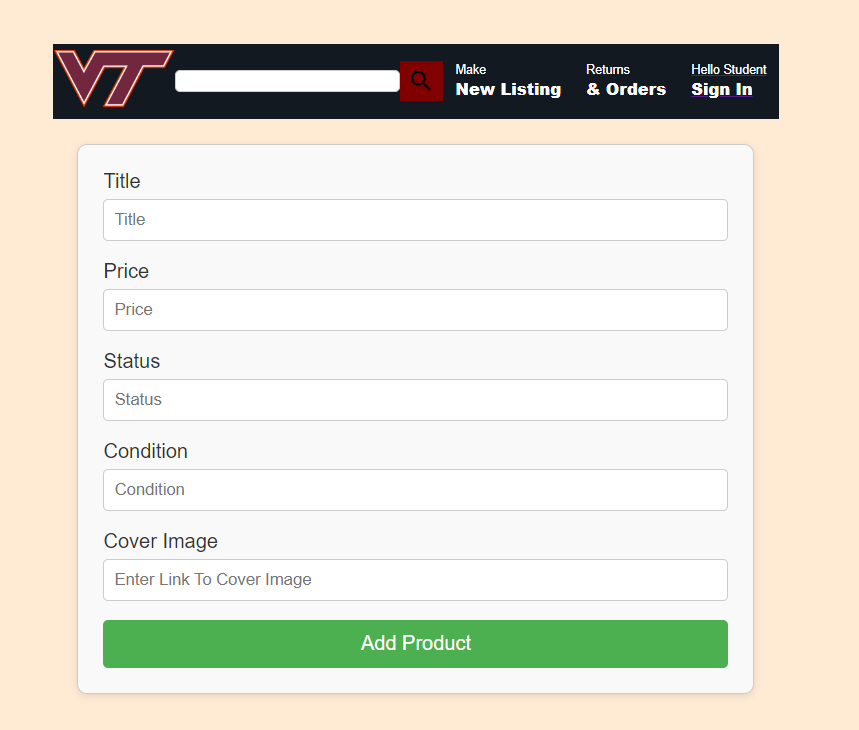 VT
Make
New Listing
Returns
& Orders
Hello Student
Sign In
Title
Title
Price
Price
Status
Status
Condition
Condition
Cover Image
Enter Link To Cover Image
Add Product